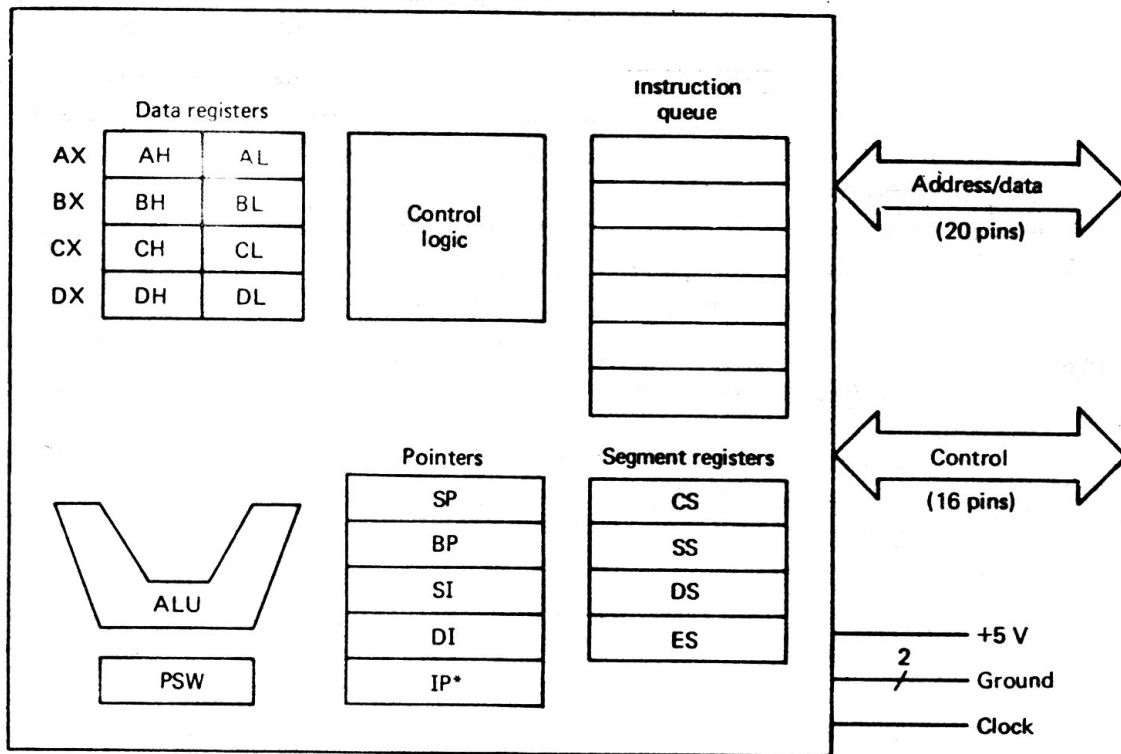 Data registers
AX AH AL
BX BH BL
CX CH CL
DX DH DL
Control
logic
Instruction
queue
Address/data
(20 pins)
Control
(16 pins)
ALU
PSW
Pointers
SP
BP
SI
DI
IP*
Segment registers
CS
SS
DS
ES
+5 V
2
Ground
Clock